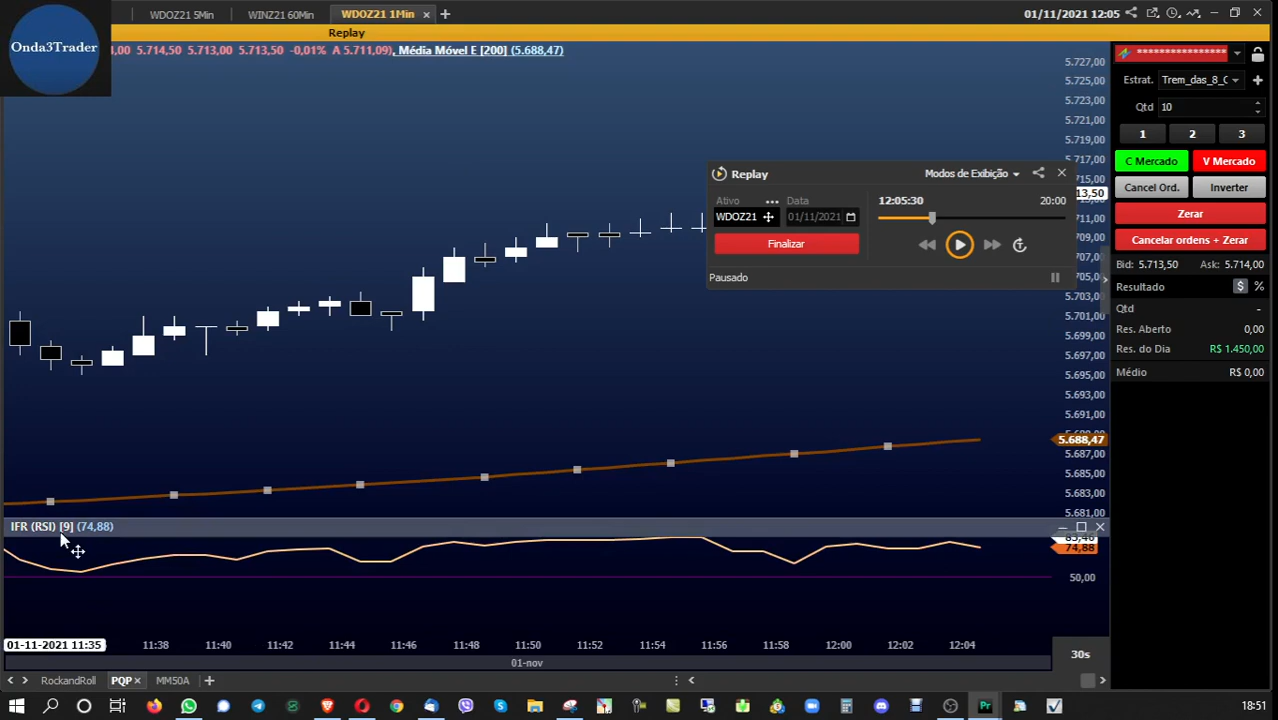 WDOZ21 5Min
WINZ21 60Min
WDOZ21 1Min
01/11/2021 12:05
Onda3Trader
Replay
,00 5.714,50 5.713,00 5.713,50 -0,01% A 5.711,09), Média Móvel E [200] (5.688,47)
5.727,00
5.725,00
5.723,00
5.721,00
5.719,00
5.717,00
5.715,00
13,50
5.711,00
5.709,00
5.707,00
5.705,00
5.703,00
5.701,00
5.699,00
5.697,00
5.695,00
5.693,00
5.691,00
5.688,47
5.687,00
5.685,00
5.683,00
5.681,00
Replay
Modos de Exibição
Ativo
Data
12:05:30
20:00
WDOZ21
01/11/2021
Finalizar
Pausado
****************
Estrat. Trem_das_8_C
Qtd 10
1 2 3
C Mercado V Mercado
Cancel Ord. Inverter
Zerar
Cancelar ordens + Zerar
Bid: 5.713,50 Ask: 5.714,00
Resultado $ %
Qtd -
Res. Aberto 0,00
Res. do Dia R$ 1.450,00
Médio R$ 0,00
IFR (RSI) [9] (74,88)
74,88
50,00
01-11-2021 11:35 11:38 11:40 11:42 11:44 11:46 11:48 11:50 11:52 11:54 11:56 11:58 12:00 12:02 12:04
30s
01-nov
RockandRoll PQP MM50A
Pr
18:51